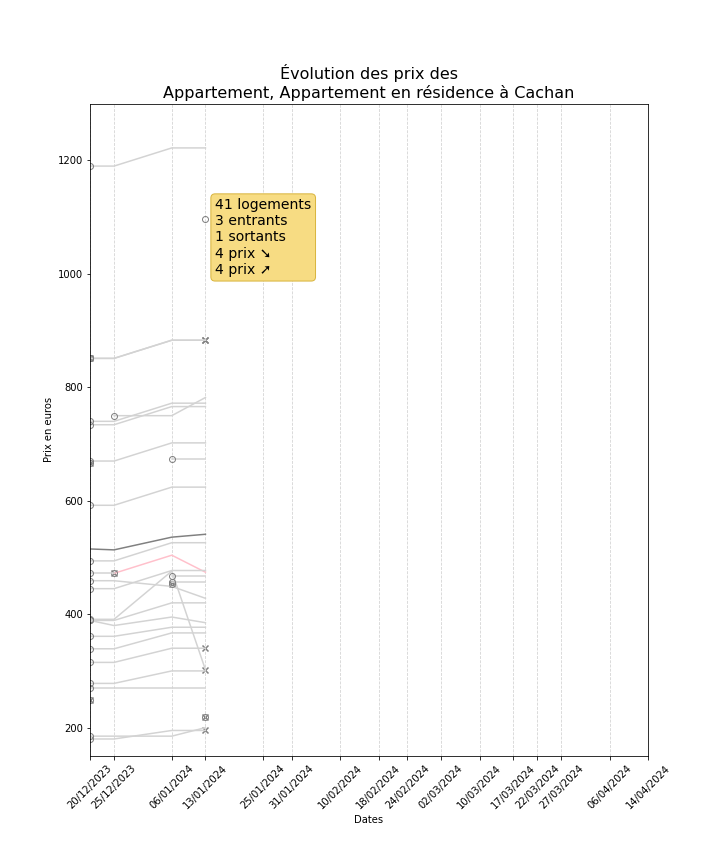 Évolution des prix des
Appartement, Appartement en résidence à Cachan
Prix en euros
1200
1000
800
600
400
200
41 logements
3 entrants
1 sortants
4 prix ➘
4 prix ➚
20/12/2023
25/12/2023
06/01/2024
13/01/2024
25/01/2024
31/01/2024
10/02/2024
18/02/2024
24/02/2024
02/03/2024
10/03/2024
17/03/2024
22/03/2024
27/03/2024
06/04/2024
14/04/2024
Dates